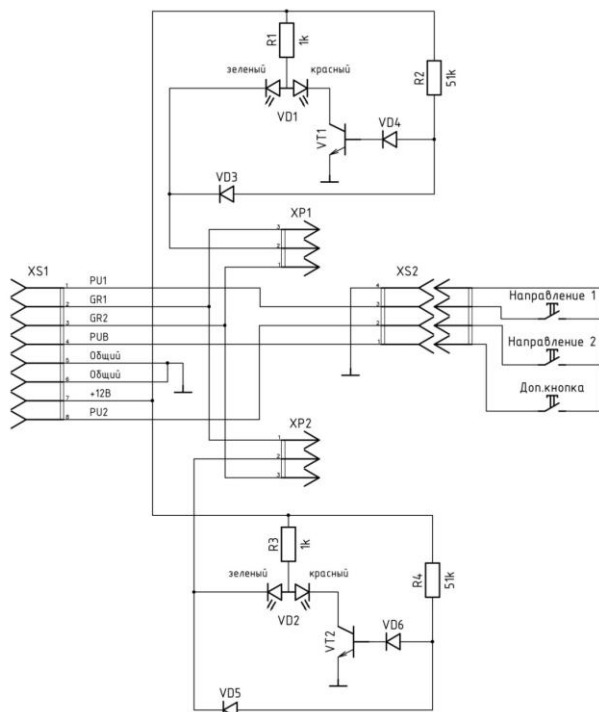 R1
1k
зеленый
красный
VD1
R2
51k
VT1
VD4
VD3
XP1
3
2
1
XS1
XS2
1 PU1
2 GR1
3 GR2
4 PUB
5 Общий
6 Общий
7 +12В
8 PU2
4
3
2
1
Направление 1
Направление 2
Доп.кнопка
XP2
1
2
3
R3
1k
зеленый
красный
VD2
R4
51k
VT2
VD6
VD5